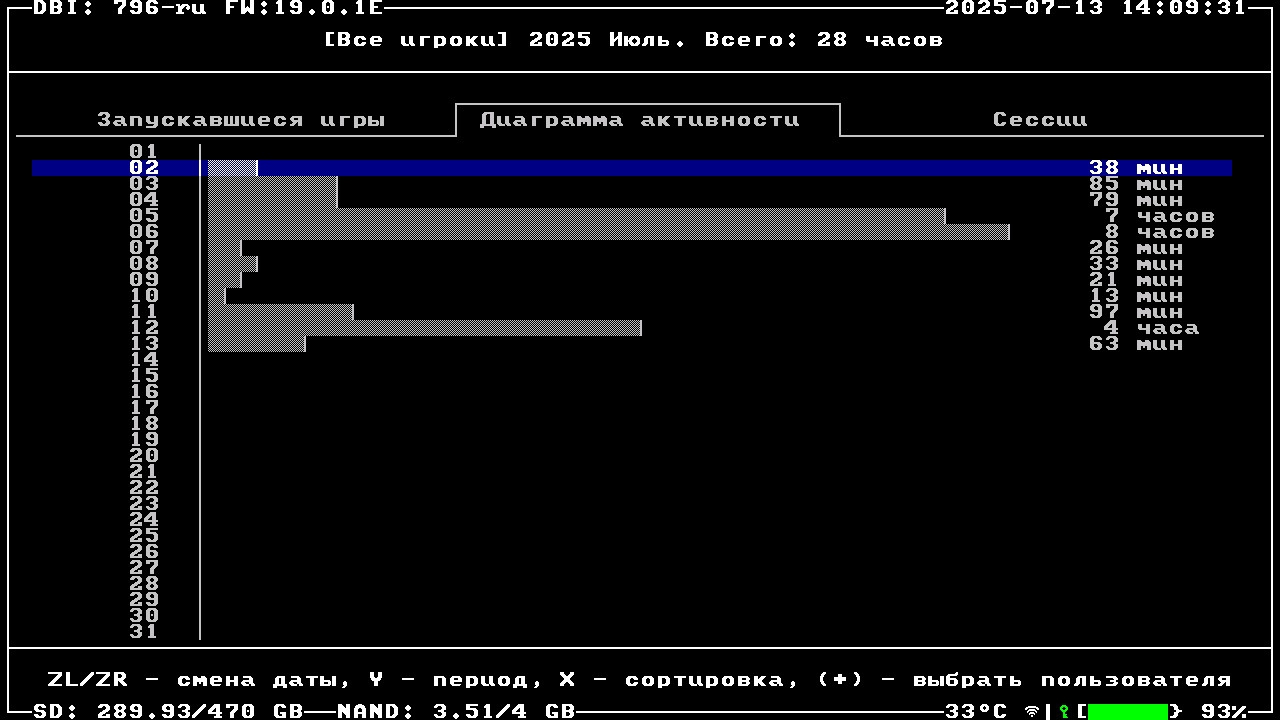 DBI: 796-ru FW:19.0.1E 2025-07-13 14:09:31
[Все игроки] 2025 Июль. Всего: 28 часов
Запускавшиеся игры Диаграмма активности Сессии
01
02 38 мин
03 85 мин
04 79 мин
05 7 часов
06 8 часов
07 26 мин
08 33 мин
09 21 мин
10 13 мин
11 97 мин
12 4 часа
13 63 мин
14
15
16
17
18
19
20
21
22
23
24
25
26
27
28
29
30
31
ZL/ZR - смена даты, Y - период, X - сортировка, (+) - выбрать пользователя
SD: 289.93/470 GB NAND: 3.51/4 GB 33°C | [ } 93%